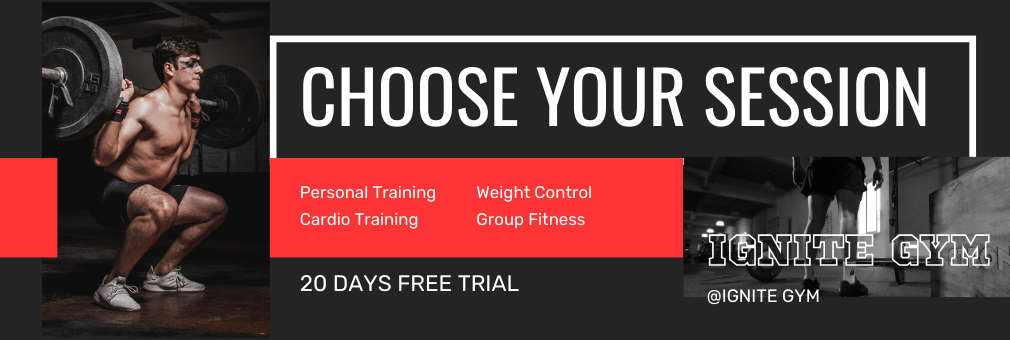 CHOOSE YOUR SESSION
Personal Training
Weight Control
Cardio Training
Group Fitness
20 DAYS FREE TRIAL
IGNITE GYM
@IGNITE GYM